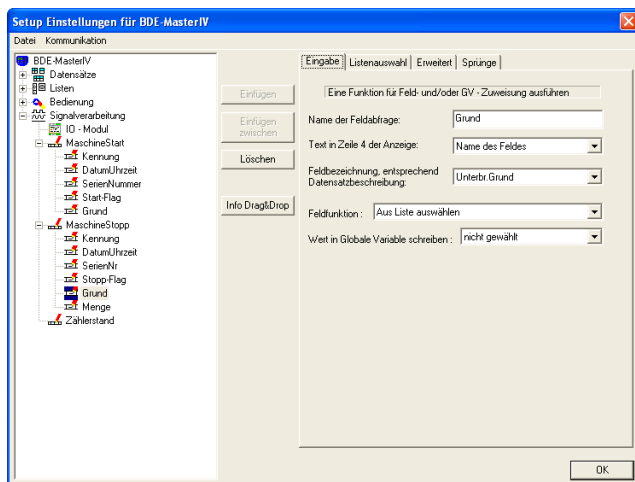 Setup Einstellungen für BDE-MasterIV
Datei Kommunikation
BDE-MasterIV
Datensätze
Listen
Bedienung
Signalverarbeitung
IO - Modul
MaschineStart
Kennung
DatumUhrzeit
SerienNummer
Start-Flag
Grund
MaschineStopp
Kennung
DatumUhrzeit
SerienNr
Stopp-Flag
Grund
Menge
Zählerstand
Einfügen
Einfügen
zwischen
Löschen
Info Drag&Drop
Eingabe Listenauswahl Erweitert Sprünge
Eine Funktion für Feld- und/oder GV - Zuweisung ausführen
Name der Feldabfrage: Grund
Text in Zeile 4 der Anzeige: Name des Feldes
Feldbezeichnung, entsprechend
Datensatzbeschreibung: Unterbr.Grund
Feldfunktion : Aus Liste auswählen
Wert in Globale Variable schreiben : nicht gewählt
OK